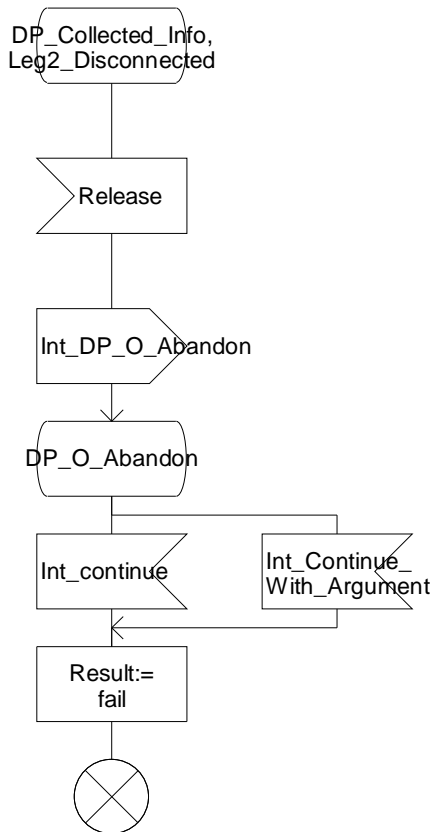 DP_Collected_Info,
Leg2_Disconnected
Release
Int_DP_O_Abandon
DP_O_Abandon
Int_continue
Int_Continue_
With_Argument
Result:=
fail